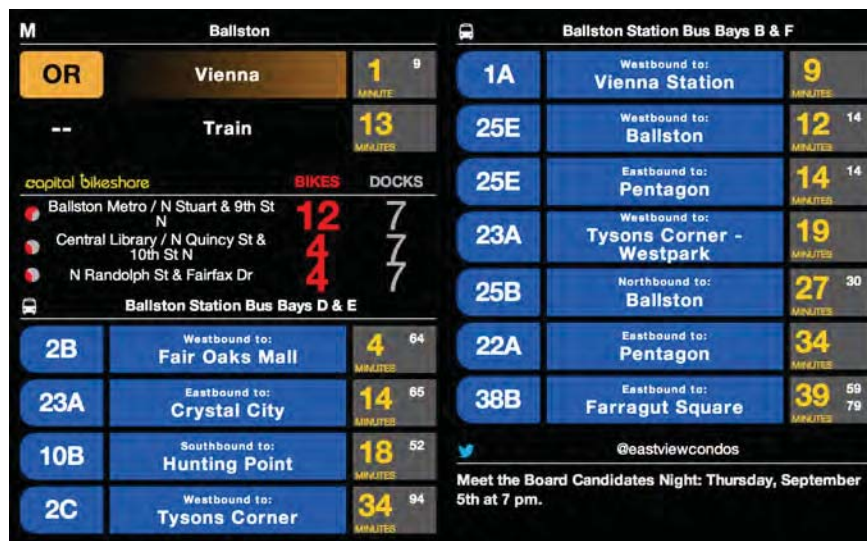 M Ballston
OR Vienna 1 9
MINUTE
-- Train 13
MINUTES
capital bikeshare BIKES DOCKS
Ballston Metro / N Stuart & 9th St
N 12 7
Central Library / N Quincy St &
10th St N 4 7
N Randolph St & Fairfax Dr 4 7
Ballston Station Bus Bays D & E
2B Westbound to:
Fair Oaks Mall 4 64
MINUTES
23A Eastbound to:
Crystal City 14 65
MINUTES
10B Southbound to:
Hunting Point 18 52
MINUTES
2C Westbound to:
Tysons Corner 34 94
MINUTES
Ballston Station Bus Bays B & F
1A Westbound to:
Vienna Station 9
MINUTES
25E Westbound to:
Ballston 12 14
MINUTES
25E Eastbound to:
Pentagon 14 14
MINUTES
23A Westbound to:
Tysons Corner -
Westpark 19
MINUTES
25B Northbound to:
Ballston 27 30
MINUTES
22A Eastbound to:
Pentagon 34
MINUTES
38B Eastbound to:
Farragut Square 39 59
79
MINUTES
@eastviewcondos
Meet the Board Candidates Night: Thursday, September
5th at 7 pm.